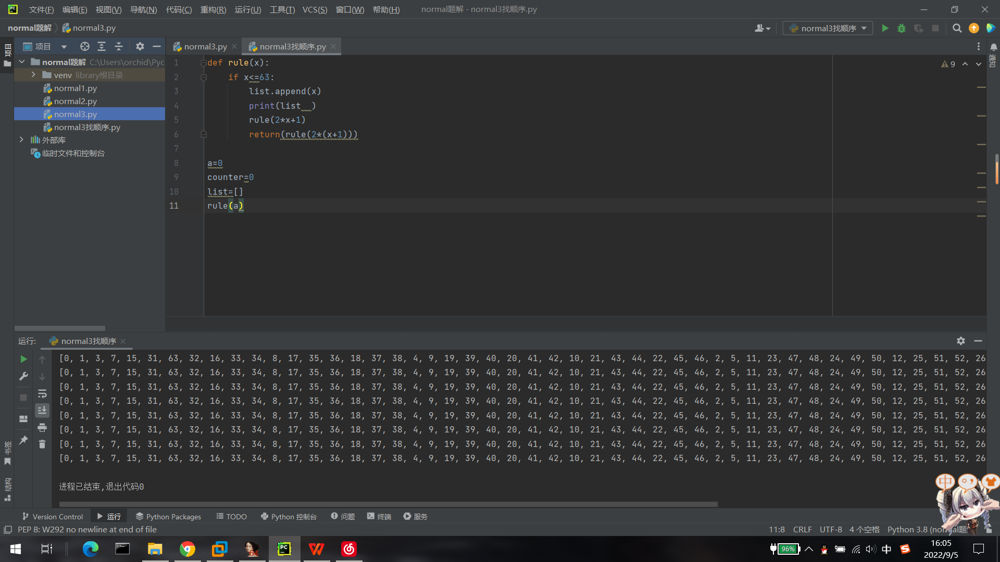 文件(F) 编辑(E) 视图(V) 导航(N) 代码(C) 重构(R) 运行(U) 工具(T) VCS(S) 窗口(W) 帮助(H) normal题解 - normal3找顺序.py
normal题解 normal3.py normal3找顺序
项目
项目
normal3.py normal3找顺序.py
normal题解 C:\Users\orchid\Pyc
venv library根目录
normal1.py
normal2.py
normal3.py
normal3找顺序.py
外部库
临时文件和控制台
1 def rule(x):
2 if x<=63:
3 list.append(x)
4 print(list  )
5 rule(2*x+1)
6 return(rule(2*(x+1)))
7
8 a=0
9 counter=0
10 list=[]
11 rule(a)
9
通知
运行: normal3找顺序
[0, 1, 3, 7, 15, 31, 63, 32, 16, 33, 34, 8, 17, 35, 36, 18, 37, 38, 4, 9, 19, 39, 40, 20, 41, 42, 10, 21, 43, 44, 22, 45, 46, 2, 5, 11, 23, 47, 48, 24, 49, 50, 12, 25, 51, 52, 26
[0, 1, 3, 7, 15, 31, 63, 32, 16, 33, 34, 8, 17, 35, 36, 18, 37, 38, 4, 9, 19, 39, 40, 20, 41, 42, 10, 21, 43, 44, 22, 45, 46, 2, 5, 11, 23, 47, 48, 24, 49, 50, 12, 25, 51, 52, 26
[0, 1, 3, 7, 15, 31, 63, 32, 16, 33, 34, 8, 17, 35, 36, 18, 37, 38, 4, 9, 19, 39, 40, 20, 41, 42, 10, 21, 43, 44, 22, 45, 46, 2, 5, 11, 23, 47, 48, 24, 49, 50, 12, 25, 51, 52, 26
[0, 1, 3, 7, 15, 31, 63, 32, 16, 33, 34, 8, 17, 35, 36, 18, 37, 38, 4, 9, 19, 39, 40, 20, 41, 42, 10, 21, 43, 44, 22, 45, 46, 2, 5, 11, 23, 47, 48, 24, 49, 50, 12, 25, 51, 52, 26
[0, 1, 3, 7, 15, 31, 63, 32, 16, 33, 34, 8, 17, 35, 36, 18, 37, 38, 4, 9, 19, 39, 40, 20, 41, 42, 10, 21, 43, 44, 22, 45, 46, 2, 5, 11, 23, 47, 48, 24, 49, 50, 12, 25, 51, 52, 26
[0, 1, 3, 7, 15, 31, 63, 32, 16, 33, 34, 8, 17, 35, 36, 18, 37, 38, 4, 9, 19, 39, 40, 20, 41, 42, 10, 21, 43, 44, 22, 45, 46, 2, 5, 11, 23, 47, 48, 24, 49, 50, 12, 25, 51, 52, 26
[0, 1, 3, 7, 15, 31, 63, 32, 16, 33, 34, 8, 17, 35, 36, 18, 37, 38, 4, 9, 19, 39, 40, 20, 41, 42, 10, 21, 43, 44, 22, 45, 46, 2, 5, 11, 23, 47, 48, 24, 49, 50, 12, 25, 51, 52, 26
[0, 1, 3, 7, 15, 31, 63, 32, 16, 33, 34, 8, 17, 35, 36, 18, 37, 38, 4, 9, 19, 39, 40, 20, 41, 42, 10, 21, 43, 44, 22, 45, 46, 2, 5, 11, 23, 47, 48, 24, 49, 50, 12, 25, 51, 52, 26
进程已结束,退出代码0
书签
结构
中
Version Control 运行 Python Packages TODO Python 控制台 问题 终端 服务
PEP 8: W292 no newline at end of file 11:8 CRLF UTF-8 4 个空格 Python 3.8 (normal题
96% 中 16:05
2022/9/5